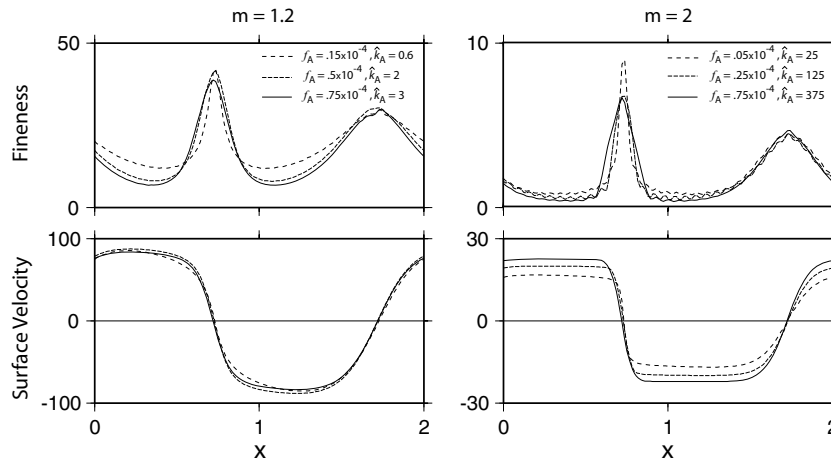 m = 1.2
m = 2
50
f_A = .15x10⁻⁴, k̂_A = 0.6
f_A = .5x10⁻⁴, k̂_A = 2
f_A = .75x10⁻⁴, k̂_A = 3
Fineness
0
10
f_A = .05x10⁻⁴, k̂_A = 25
f_A = .25x10⁻⁴, k̂_A = 125
f_A = .75x10⁻⁴, k̂_A = 375
0
100
Surface Velocity
0
-100
0 1 2
x
30
0
-30
0 1 2
x